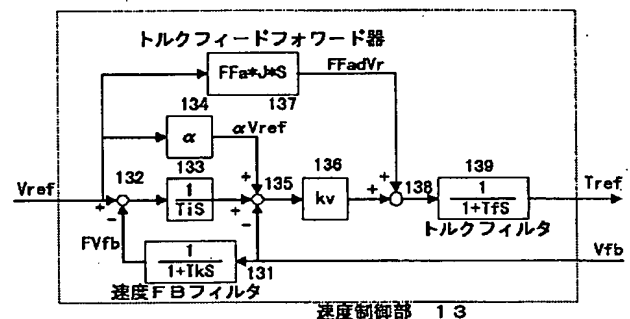 トルクフィードフォワード器
FFa*J*S
FFadVr
134
137
α
αVref
133
136
139
Vref
132
1
TiS
135
kv
138
1
1+TfS
Tref
+
-
+
+
-
+
+
トルクフィルタ
FVfb
1
1+TkS
131
Vfb
速度FBフィルタ
速度制御部 13